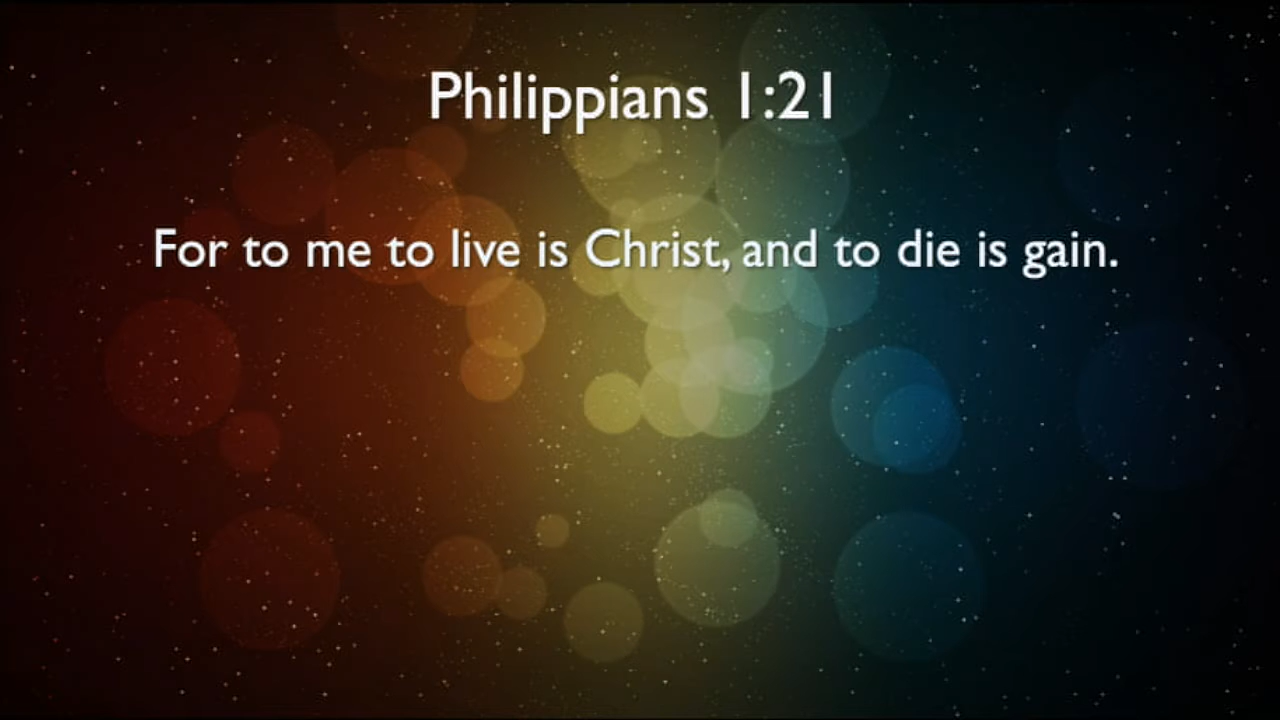 Philippians 1:21
For to me to live is Christ, and to die is gain.